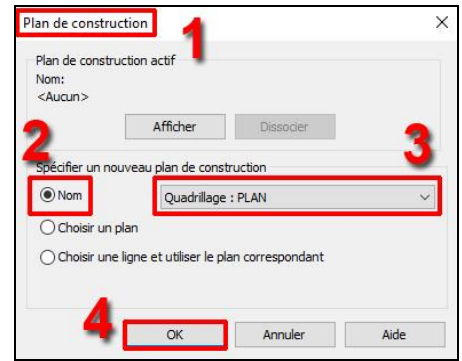 Plan de construction
1
Plan de construction actif
Nom:
<Aucun>
Afficher Dissocier
2 3
Spécifier un nouveau plan de construction
Nom Quadrillage : PLAN
Choisir un plan
Choisir une ligne et utiliser le plan correspondant
4
OK Annuler Aide